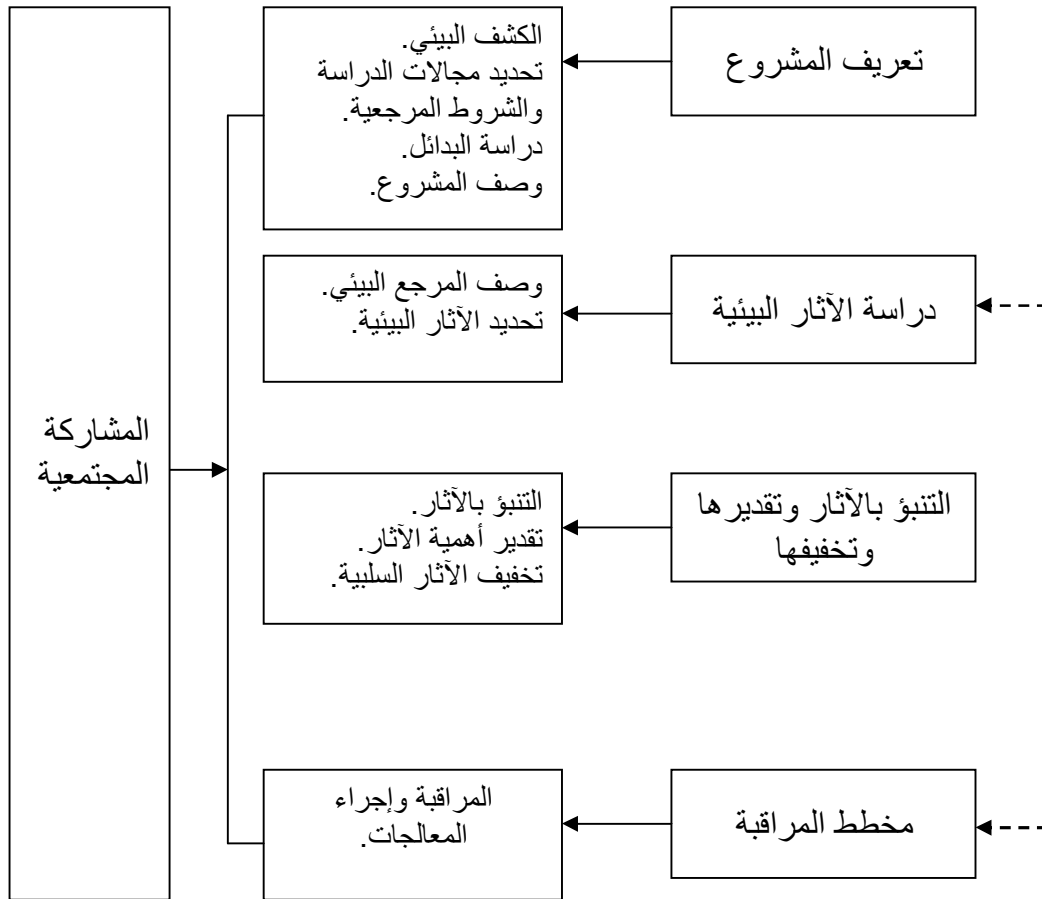 تعريف المشروع
الكشف البيئي.
تحديد مجالات الدراسة
والشروط المرجعية.
دراسة البدائل.
وصف المشروع.
دراسة الآثار البيئية
وصف المرجع البيئي.
تحديد الآثار البيئية.
التنبؤ بالآثار وتقديرها
وتخفيفها
التنبؤ بالآثار.
تقدير أهمية الآثار.
تخفيف الآثار السلبية.
مخطط المراقبة
المراقبة وإجراء
المعالجات.
المشاركة
المجتمعية